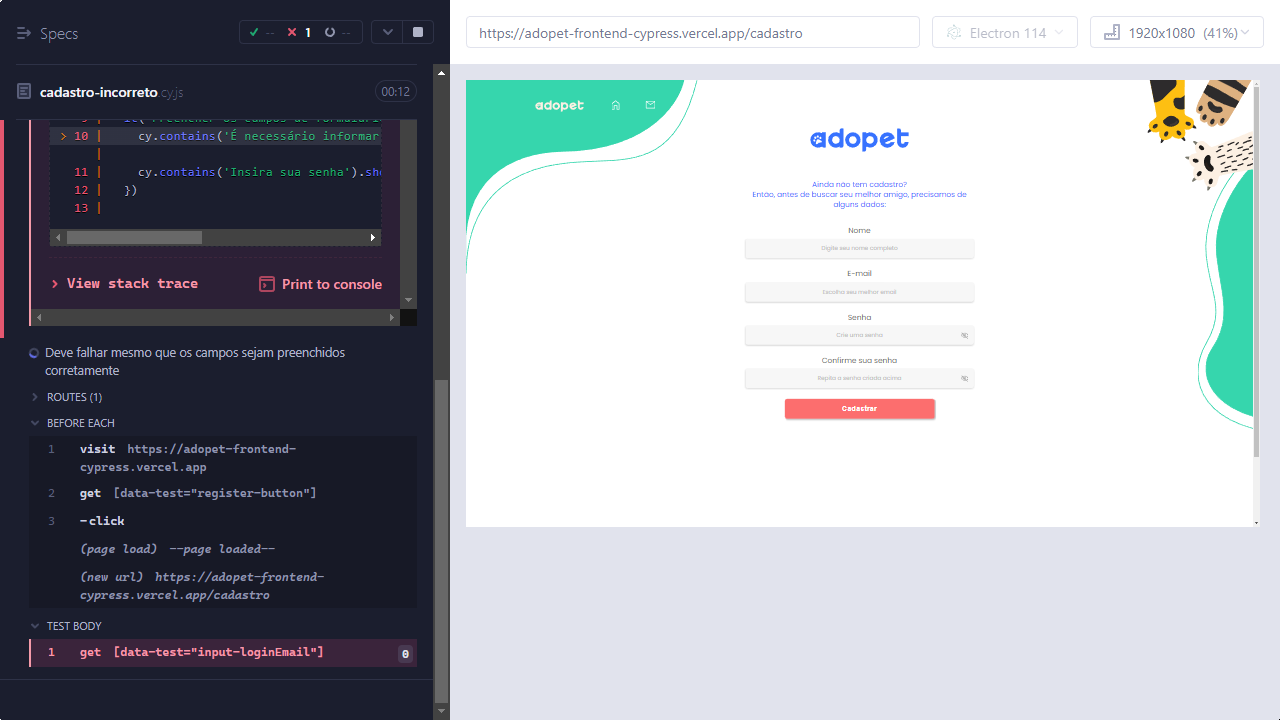 Specs
-- 1 --
cadastro-incorreto.cy.js 00:12
> 10 | cy.contains('É necessário informar
|
11 | cy.contains('Insira sua senha').sho
12 | })
13 |
View stack trace
Print to console
Deve falhar mesmo que os campos sejam preenchidos
corretamente
ROUTES (1)
BEFORE EACH
1 visit https://adopet-frontend-
cypress.vercel.app
2 get [data-test="register-button"]
3 -click
(page load) --page loaded--
(new url) https://adopet-frontend-
cypress.vercel.app/cadastro
TEST BODY
1 get [data-test="input-loginEmail"] 0
https://adopet-frontend-cypress.vercel.app/cadastro
Electron 114
1920x1080 (41%)
adopet
adopet
Ainda não tem cadastro?
Então, antes de buscar seu melhor amigo, precisamos de
alguns dados:
Nome
Digite seu nome completo
E-mail
Escolha seu melhor email
Senha
Crie uma senha
Confirme sua senha
Repita a senha criada acima
Cadastrar